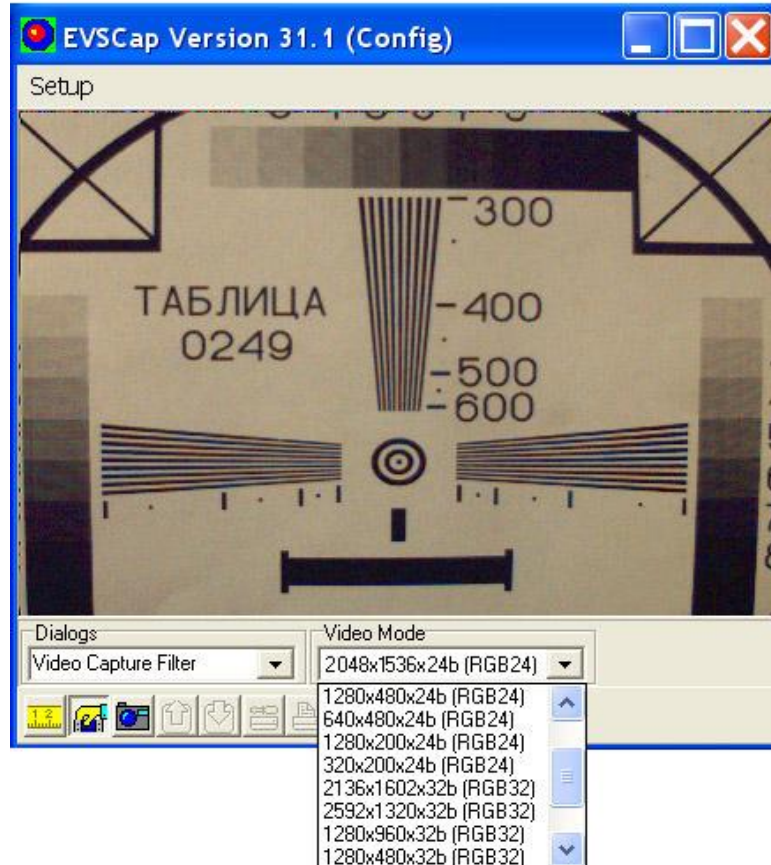 EVSCap Version 31.1 (Config)
Setup
300
ТАБЛИЦА
0249
400
500
600
Dialogs
Video Mode
Video Capture Filter
2048x1536x24b (RGB24)
1280x480x24b (RGB24)
640x480x24b (RGB24)
1280x200x24b (RGB24)
320x200x24b (RGB24)
2136x1602x32b (RGB32)
2592x1320x32b (RGB32)
1280x960x32b (RGB32)
1280x480x32b (RGB32)